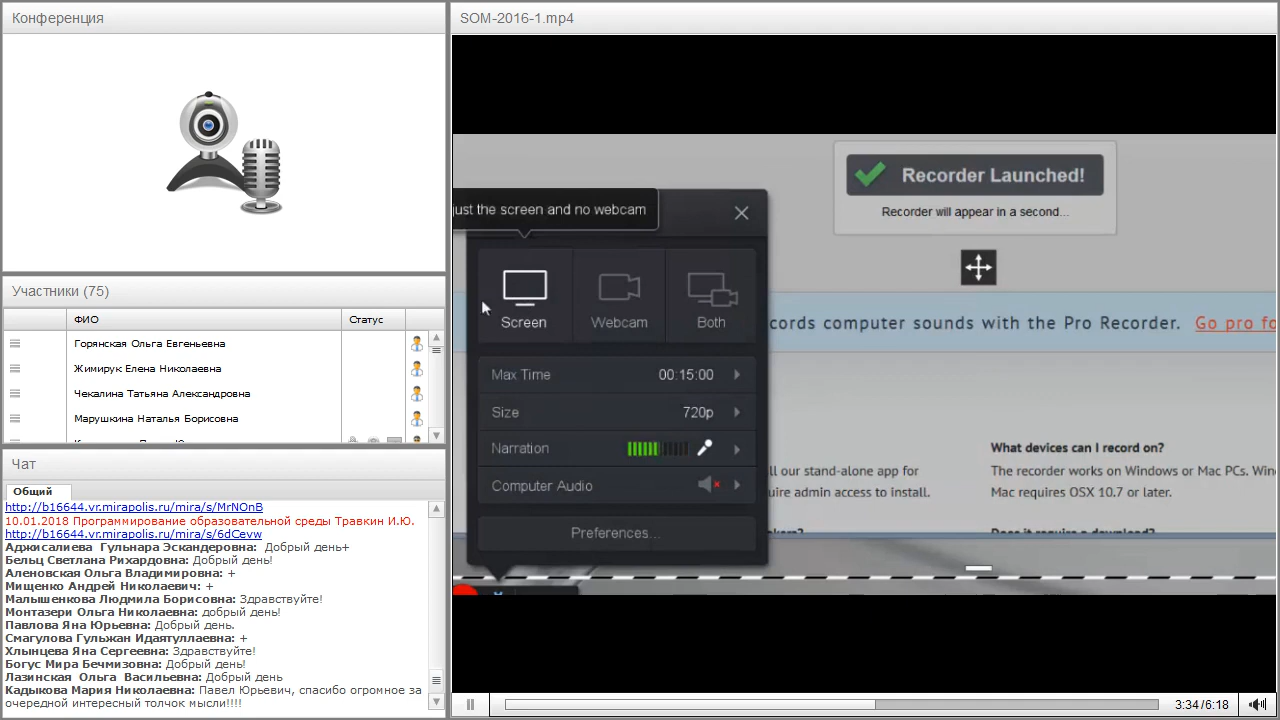 Конференция
Участники (75)
ФИО
Статус
Горянская Ольга Евгеньевна
Жимирук Елена Николаевна
Чекалина Татьяна Александровна
Марушкина Наталья Борисовна
Чат
Общий
http://b16644.vr.mirapolis.ru/mira/s/MrNOnB
10.01.2018 Программирование образовательной среды Травкин И.Ю.
http://b16644.vr.mirapolis.ru/mira/s/6dCevw
Аджисалиева Гульнара Эскандеровна: Добрый день+
Бельц Светлана Рихардовна: Добрый день!
Аленовская Ольга Владимировна: +
Мищенко Андрей Николаевич: +
Малашенкова Людмила Борисовна: Здравствуйте!
Монтазери Ольга Николаевна: добрый день!
Павлова Яна Юрьевна: Добрый день.
Смагулова Гульжан Идаятуллаевна: +
Хлынцева Яна Сергеевна: Здравствуйте!
Богус Мира Бечмизовна: Добрый день!
Лазинская Ольга Васильевна: Добрый день
Кадыкова Мария Николаевна: Павел Юрьевич, спасибо огромное за
очередной интересный толчок мысли!!!!
SOM-2016-1.mp4
Recorder Launched!
Recorder will appear in a second...
just the screen and no webcam
Screen
Webcam
Both
Max Time 00:15:00
Size 720p
Narration
Computer Audio
Preferences...
cords computer sounds with the Pro Recorder. Go pro fo
ll our stand-alone app for
uire admin access to install.
What devices can I record on?
The recorder works on Windows or Mac PCs. Win
Mac requires OSX 10.7 or later.
Does it require a download?
3:34/6:18